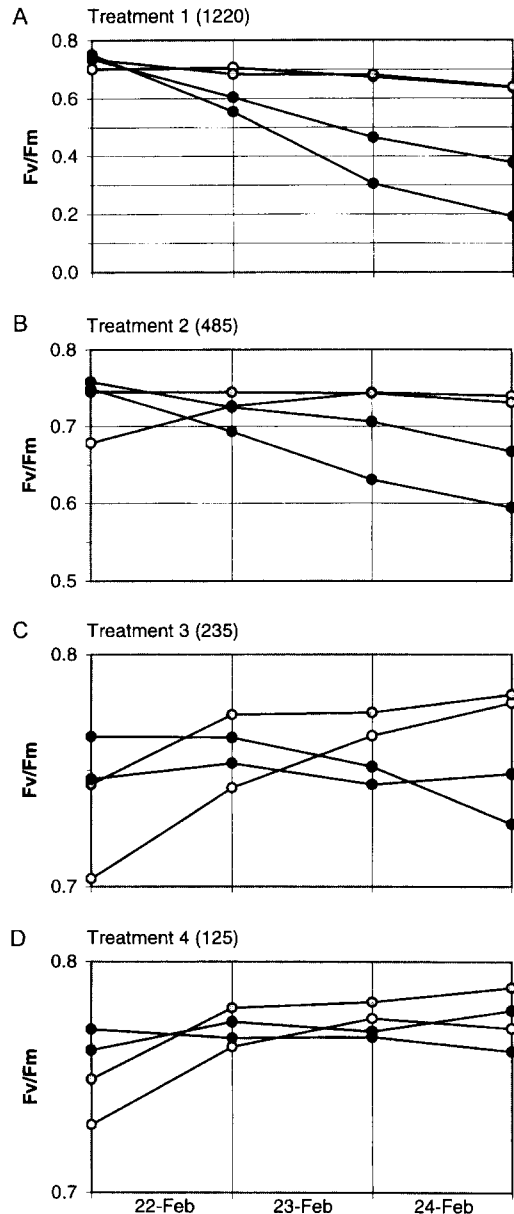 A
Treatment 1 (1220)
0.8
0.6
0.4
0.2
0.0
Fv/Fm
B
Treatment 2 (485)
0.8
0.7
0.6
0.5
Fv/Fm
C
Treatment 3 (235)
0.8
0.7
Fv/Fm
D
Treatment 4 (125)
0.8
0.7
Fv/Fm
22-Feb 23-Feb 24-Feb